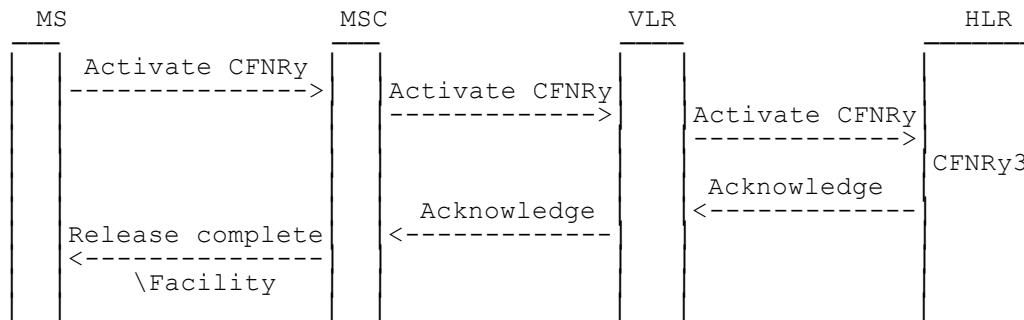 MS MSC VLR HLR
Activate CFNRy
Activate CFNRy
Activate CFNRy
CFNRy3
Acknowledge
Acknowledge
Release complete
\Facility